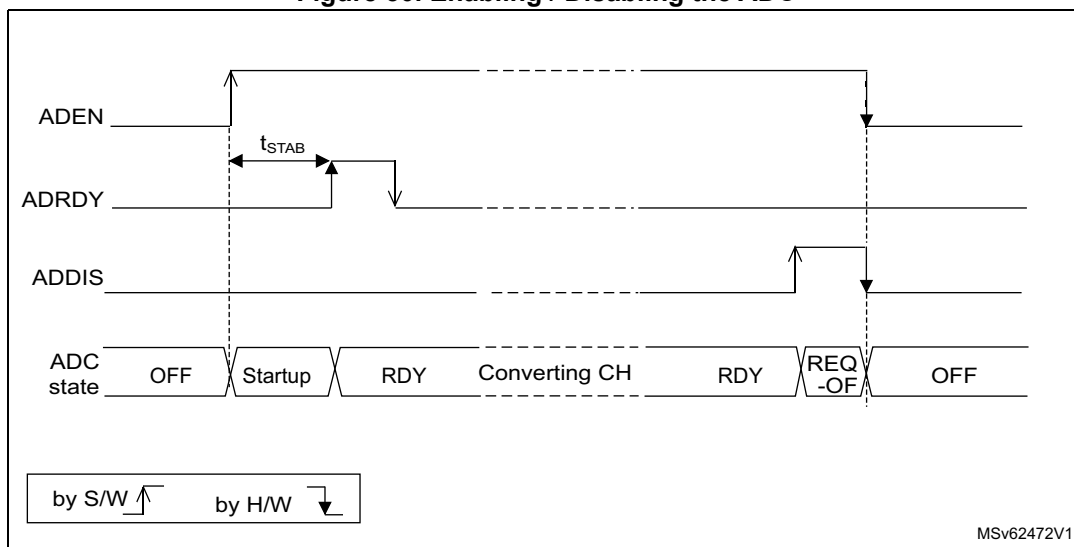 ADEN
tSTAB
ADRDY
ADDIS
ADC
state
OFF
Startup
RDY
Converting CH
RDY
REQ
-OF
OFF
by S/W
by H/W
MSv62472V1